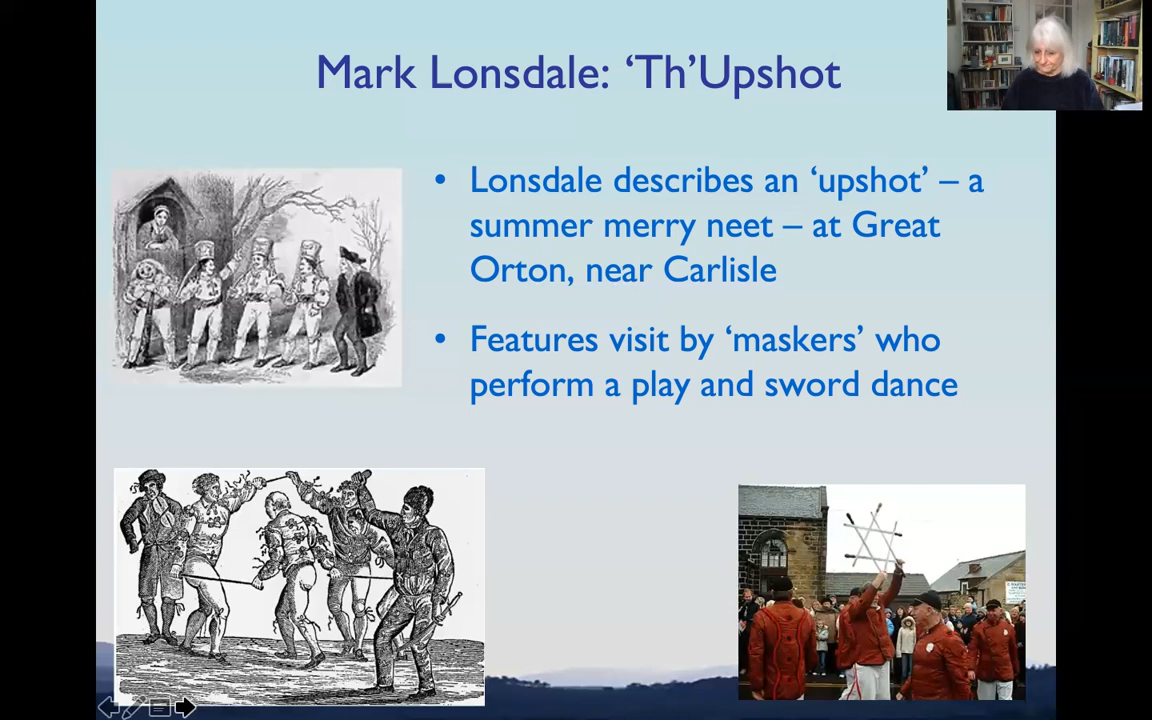 Mark Lonsdale: ‘Th’Upshot
• Lonsdale describes an ‘upshot’ – a
summer merry neet – at Great
Orton, near Carlisle
• Features visit by ‘maskers’ who
perform a play and sword dance